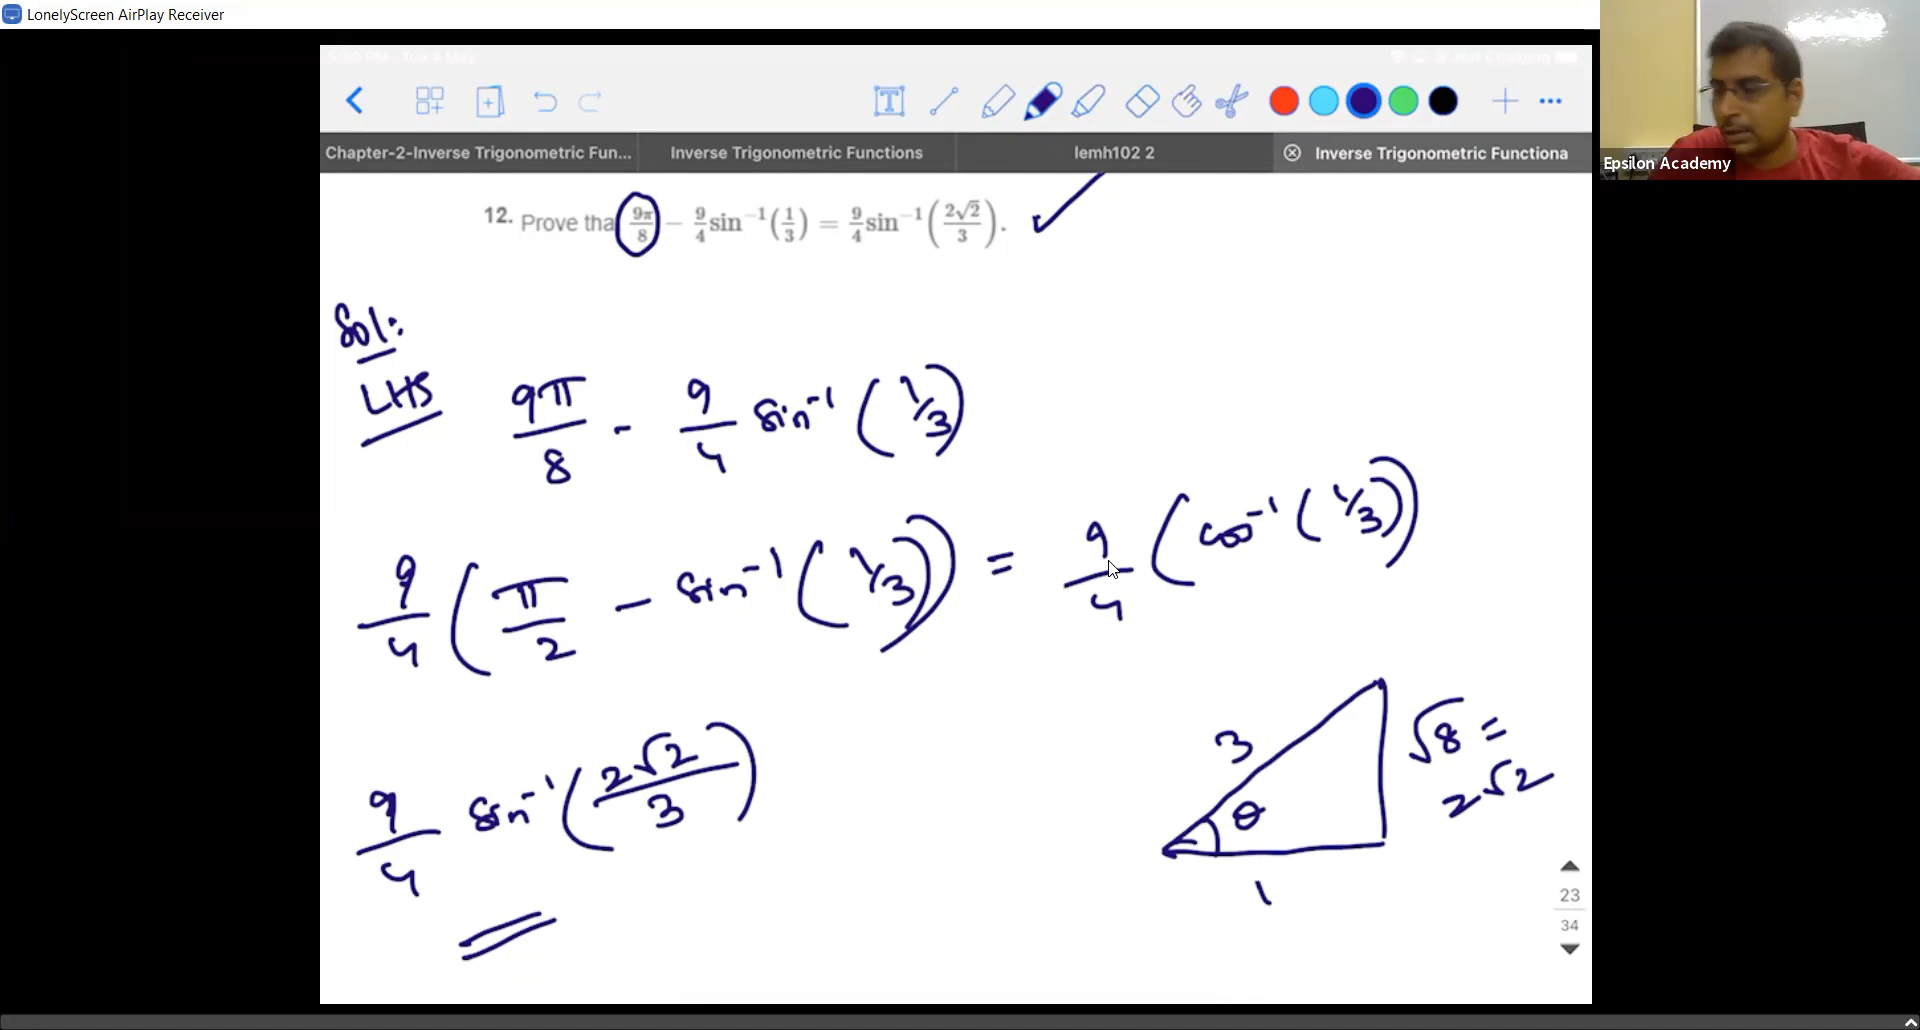 LonelyScreen AirPlay Receiver
Chapter-2-Inverse Trigonometric Fun...
Inverse Trigonometric Functions
lemh102 2
Inverse Trigonometric Functiona
Epsilon Academy
12. Prove tha 9π/8 − 9/4 sin⁻¹(1/3) = 9/4 sin⁻¹(2√2/3).
Sol:
LHS 9π/8 - 9/4 sin⁻¹(1/3)
9/4 (π/2 − sin⁻¹(1/3)) = 9/4 (cos⁻¹(1/3))
9/4 sin⁻¹(2√2/3)
3
θ
1
√8 =
2√2
23
34